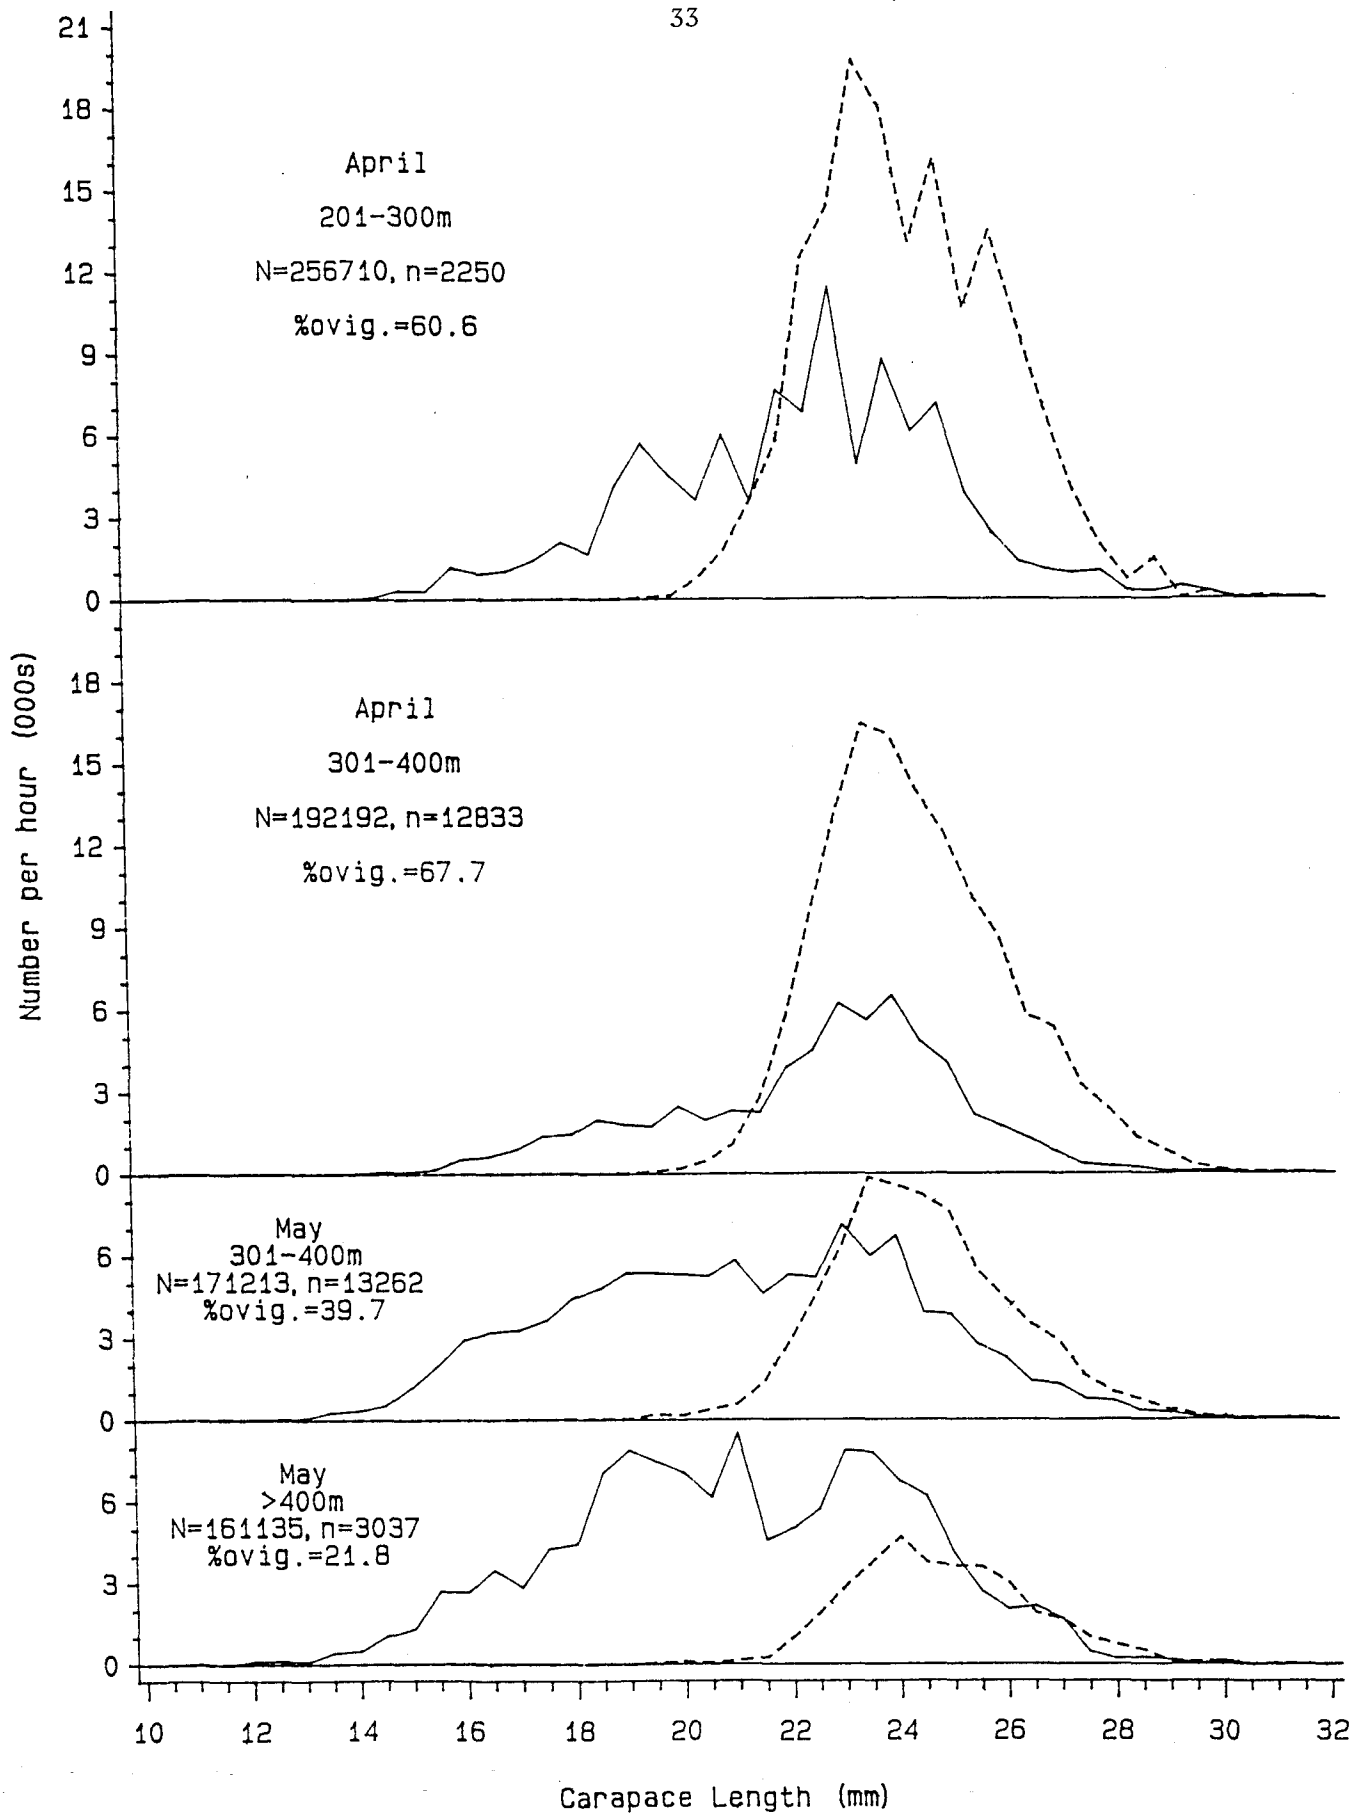 33
21
18
15
12
9
6
3
0
April
201-300m
N=256710, n=2250
%ovig.=60.6
18
15
12
9
6
3
0
April
301-400m
N=192192, n=12833
%ovig.=67.7
6
3
0
May
301-400m
N=171213, n=13262
%ovig.=39.7
6
3
0
May
>400m
N=161135, n=3037
%ovig.=21.8
Number per hour (000s)
10 12 14 16 18 20 22 24 26 28 30 32
Carapace Length (mm)